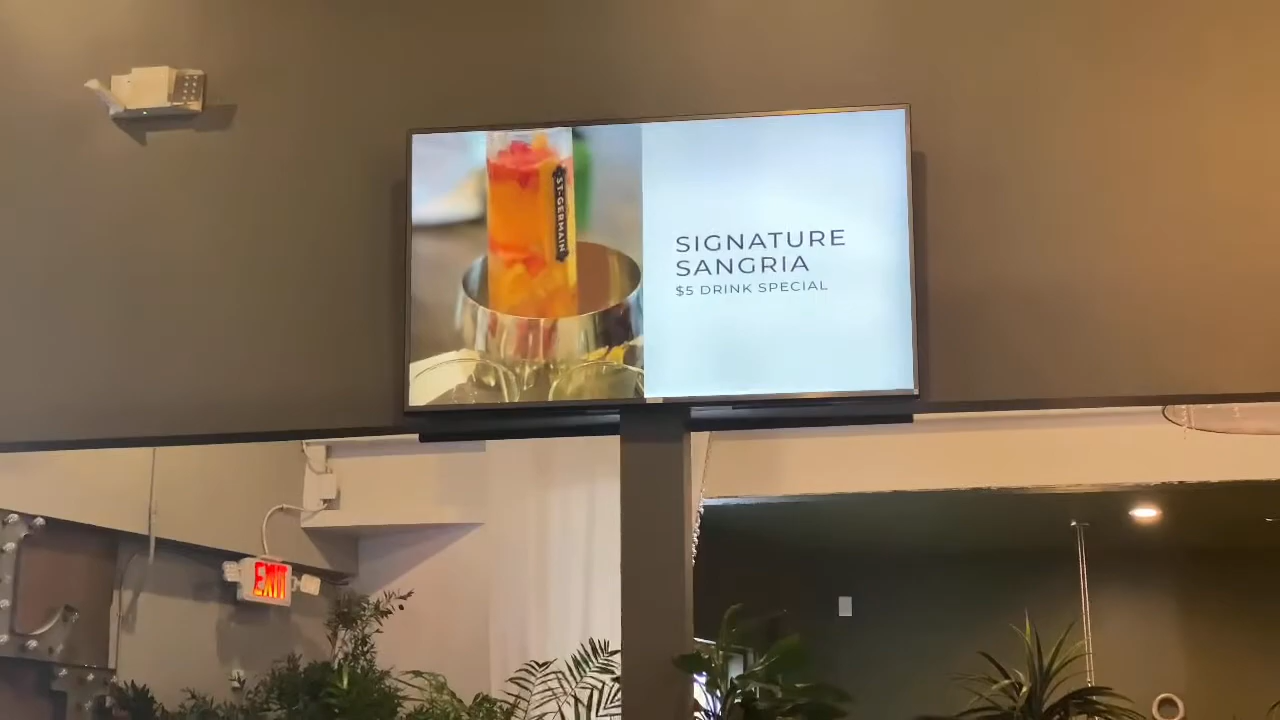 ST-GERMAIN
SIGNATURE
SANGRIA
$5 DRINK SPECIAL
EXIT